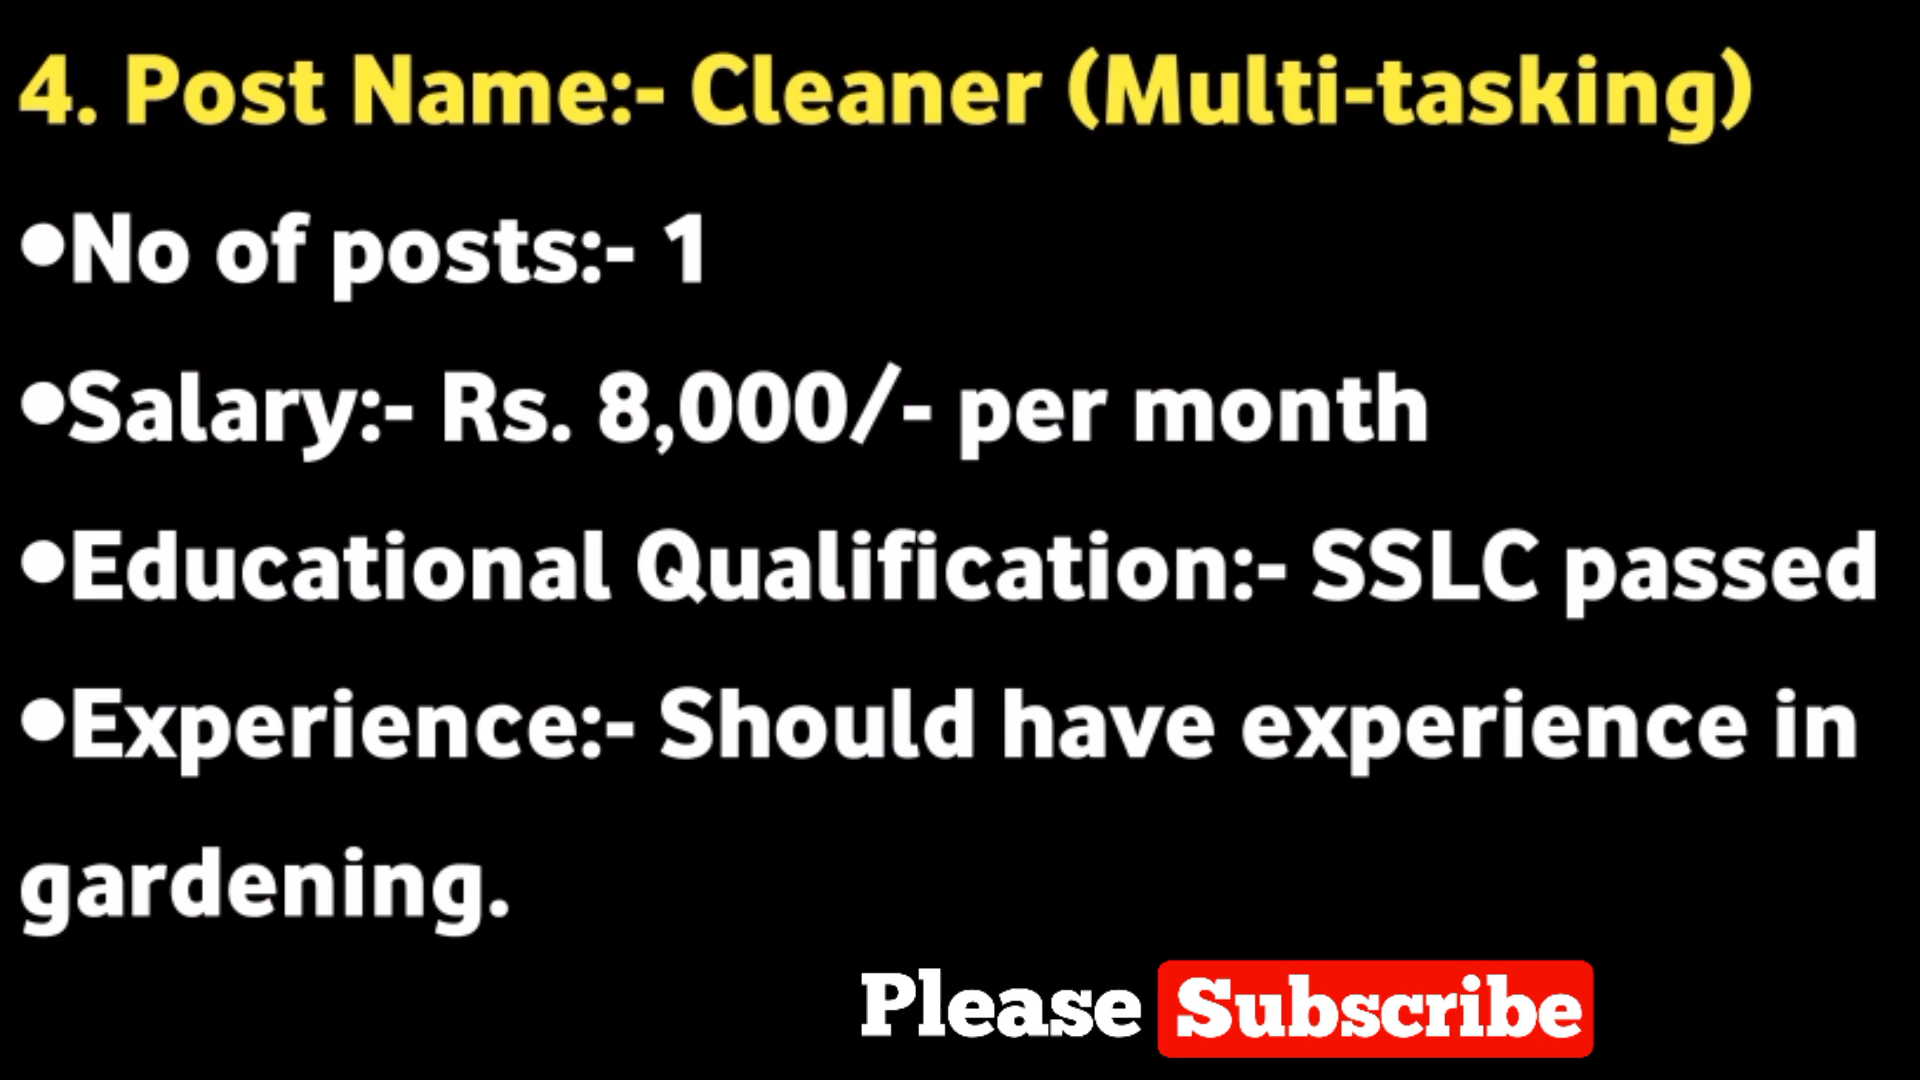 4. Post Name:- Cleaner (Multi-tasking)
•No of posts:- 1
•Salary:- Rs. 8,000/- per month
•Educational Qualification:- SSLC passed
•Experience:- Should have experience in
gardening.
Please Subscribe